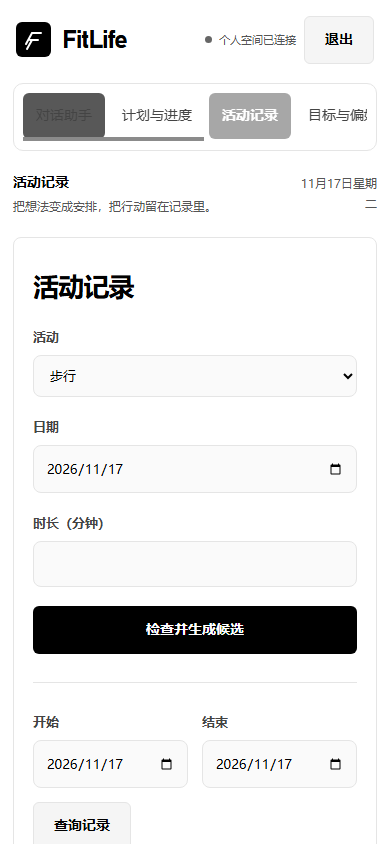 FitLife
个人空间已连接
退出
对话助手
计划与进度
活动记录
目标与偏
活动记录
11月17日星期二
把想法变成安排，把行动留在记录里。
活动记录
活动
步行
日期
2026/11/17
时长（分钟）
检查并生成候选
开始
结束
2026/11/17
2026/11/17
查询记录